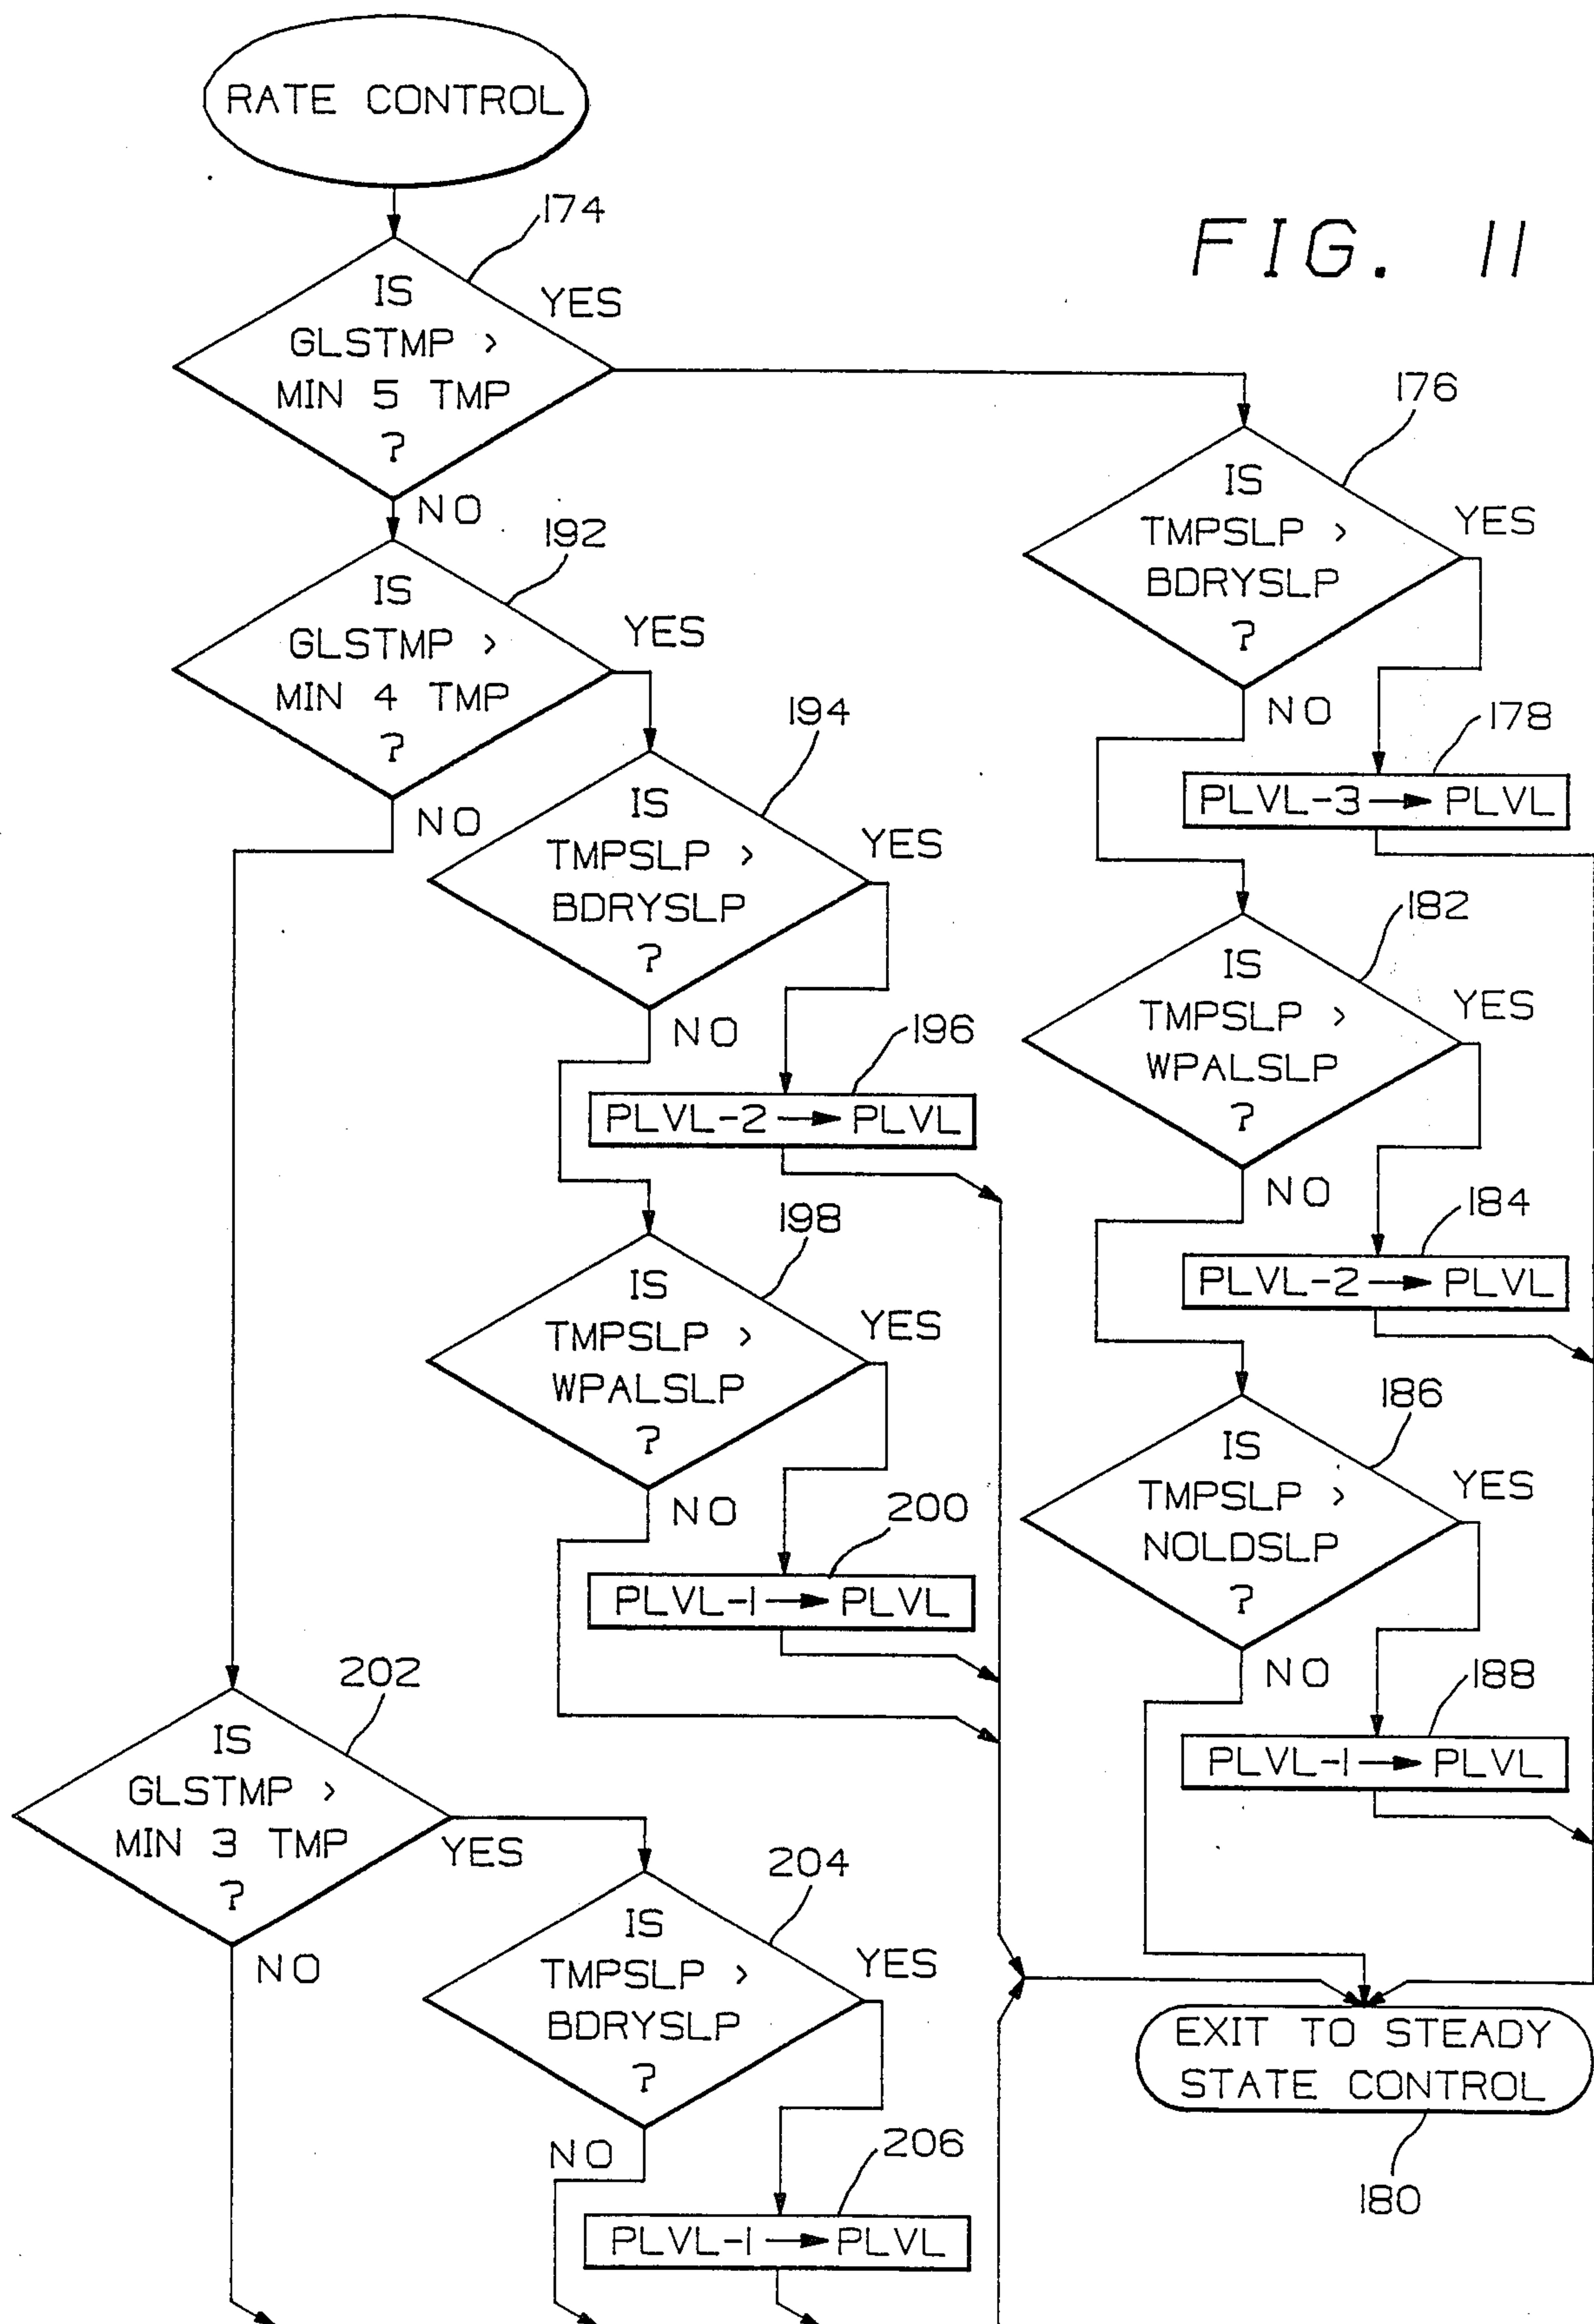 RATE CONTROL
174
FIG. 11
IS
GLSTMP >
MIN 5 TMP
?
YES
NO
176
IS
TMPSLP >
BDRYSLP
?
YES
NO
178
PLVL-3 → PLVL
192
IS
GLSTMP >
MIN 4 TMP
?
YES
NO
194
IS
TMPSLP >
BDRYSLP
?
YES
NO
196
PLVL-2 → PLVL
182
IS
TMPSLP >
WPALSLP
?
YES
NO
184
PLVL-2 → PLVL
198
IS
TMPSLP >
WPALSLP
?
YES
NO
200
PLVL-1 → PLVL
186
IS
TMPSLP >
NOLDSLP
?
YES
NO
188
PLVL-1 → PLVL
202
IS
GLSTMP >
MIN 3 TMP
?
YES
NO
204
IS
TMPSLP >
BDRYSLP
?
YES
NO
206
PLVL-1 → PLVL
EXIT TO STEADY
STATE CONTROL
180